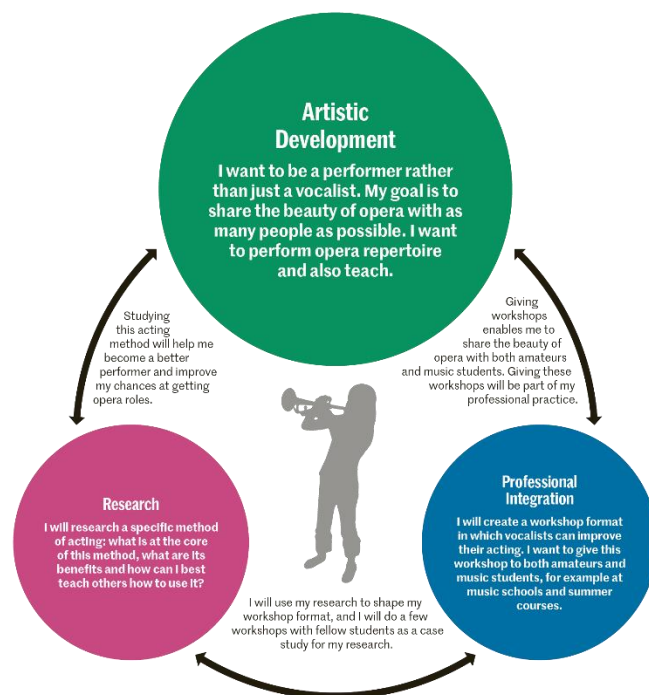 Artistic
Development
I want to be a performer rather
than just a vocalist. My goal is to
share the beauty of opera with as
many people as possible. I want
to perform opera repertoire
and also teach.
Studying
this acting
method will help me
become a better
performer and improve
my chances at getting
opera roles.
Giving
workshops
enables me to
share the beauty of
opera with both amateurs
and music students. Giving these
workshops will be part of my
professional practice.
Research
I will research a specific method
of acting: what is at the core
of this method, what are its
benefits and how can I best
teach others how to use it?
Professional
Integration
I will create a workshop format
in which vocalists can improve
their acting. I want to give this
workshop to both amateurs and
music students, for example at
music schools and summer
courses.
I will use my research to shape my
workshop format, and I will do a few
workshops with fellow students as a case
study for my research.